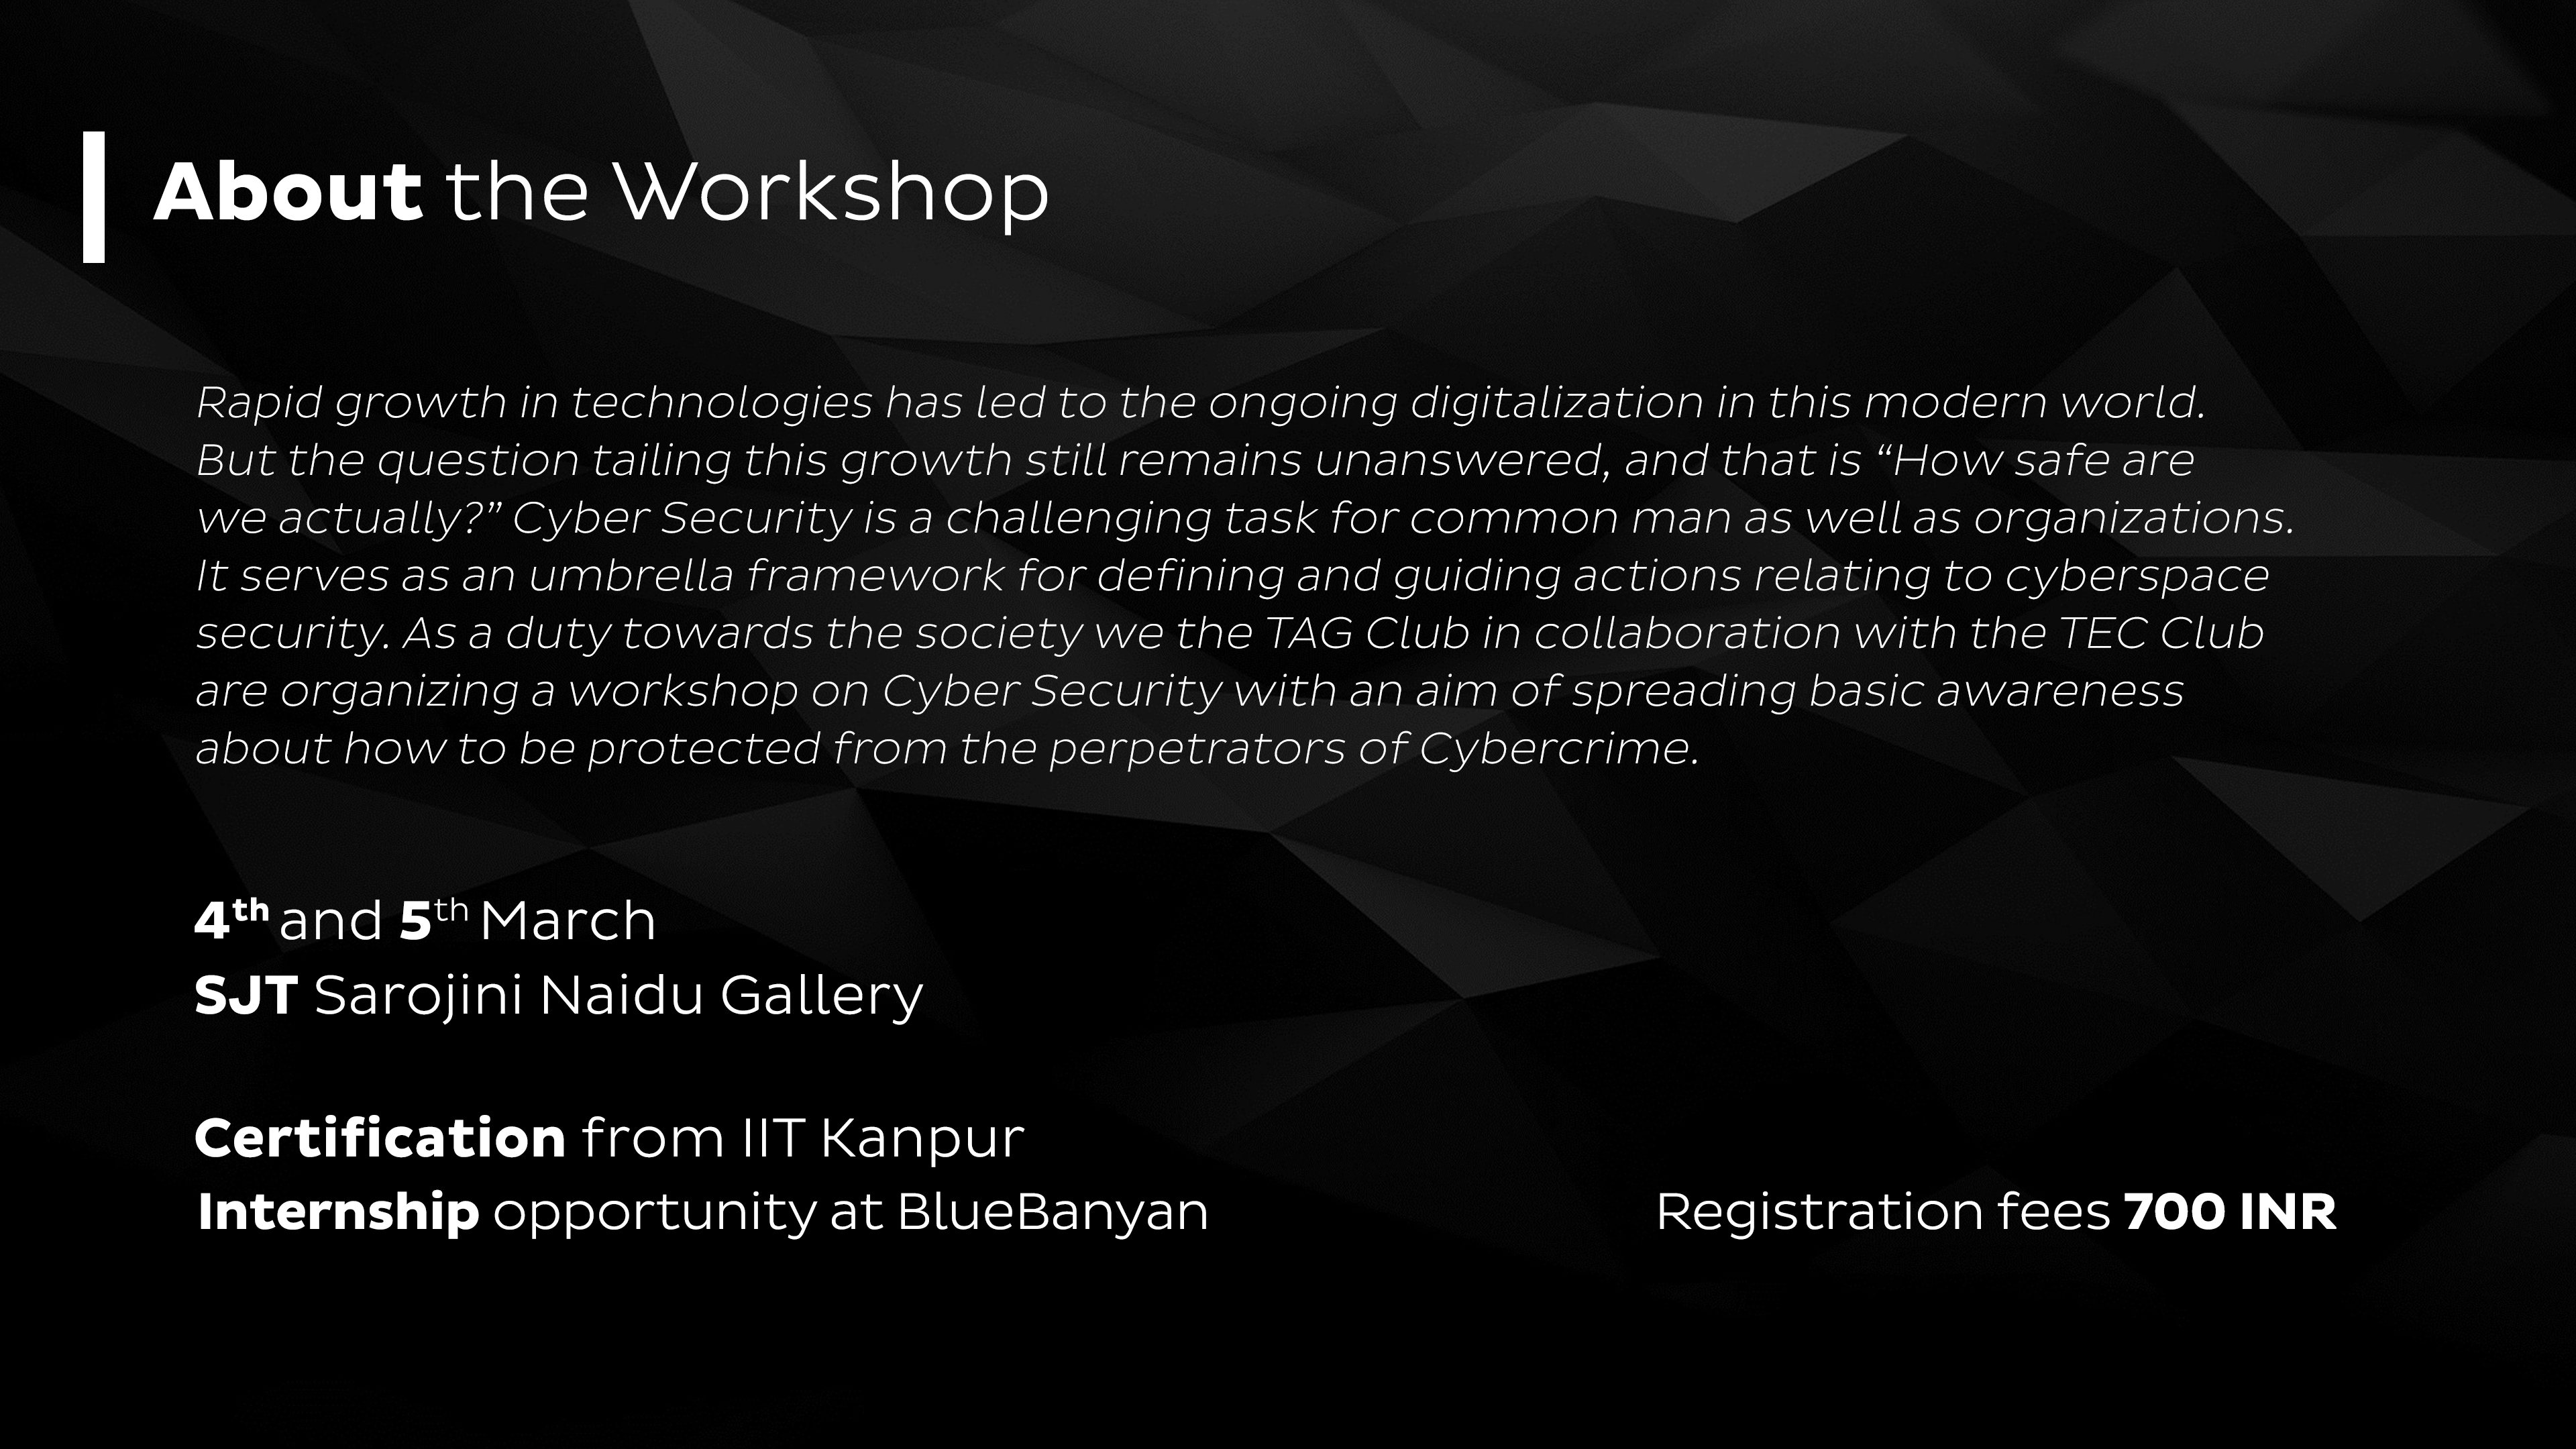 About the Workshop
Rapid growth in technologies has led to the ongoing digitalization in this modern world.
But the question tailing this growth still remains unanswered, and that is “How safe are
we actually?” Cyber Security is a challenging task for common man as well as organizations.
It serves as an umbrella framework for defining and guiding actions relating to cyberspace
security. As a duty towards the society we the TAG Club in collaboration with the TEC Club
are organizing a workshop on Cyber Security with an aim of spreading basic awareness
about how to be protected from the perpetrators of Cybercrime.
4th and 5th March
SJT Sarojini Naidu Gallery
Certification from IIT Kanpur
Internship opportunity at BlueBanyan
Registration fees 700 INR